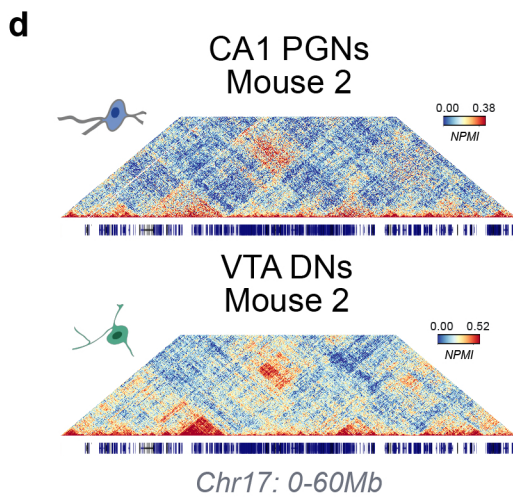 d
CA1 PGNs
Mouse 2
0.00 0.38
NPMI
VTA DNs
Mouse 2
0.00 0.52
NPMI
Chr17: 0-60Mb